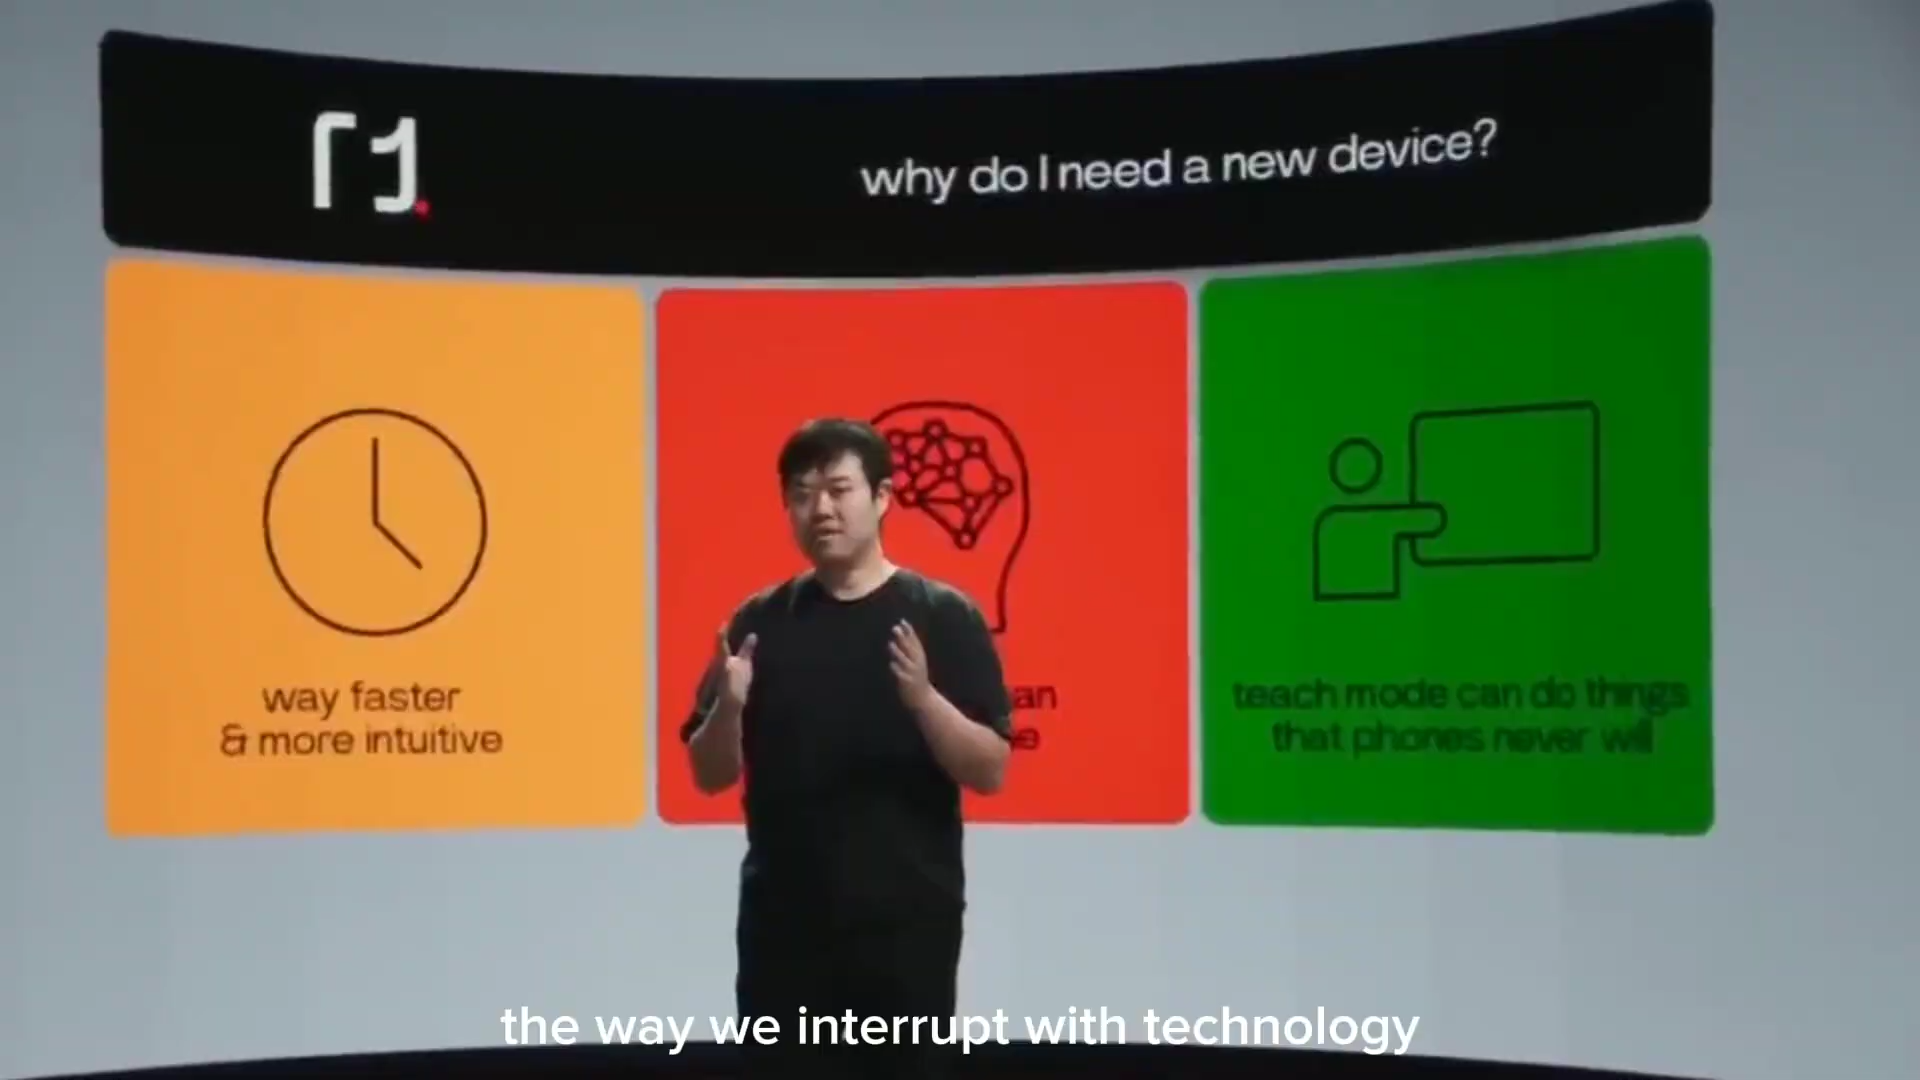 r1.
why do I need a new device?
way faster
& more intuitive
teach mode can do things
that phones never will
the way we interrupt with technology